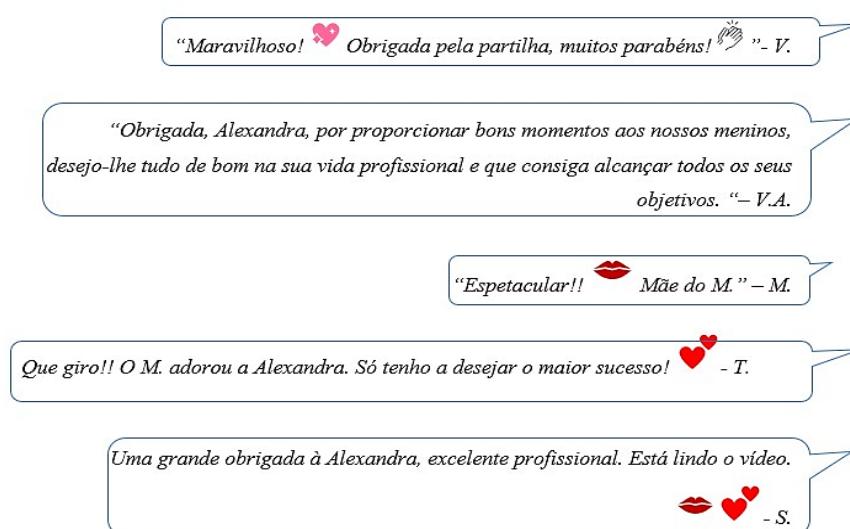 “Maravilhoso! 💖 Obrigada pela partilha, muitos parabéns! 👏 ”- V.
“Obrigada, Alexandra, por proporcionar bons momentos aos nossos meninos,
desejo-lhe tudo de bom na sua vida profissional e que consiga alcançar todos os seus
objetivos. “– V.A.
“Espetacular!! 💋 Mãe do M.” – M.
Que giro!! O M. adorou a Alexandra. Só tenho a desejar o maior sucesso! 💕 - T.
Uma grande obrigada à Alexandra, excelente profissional. Está lindo o vídeo.
💋 💕 - S.